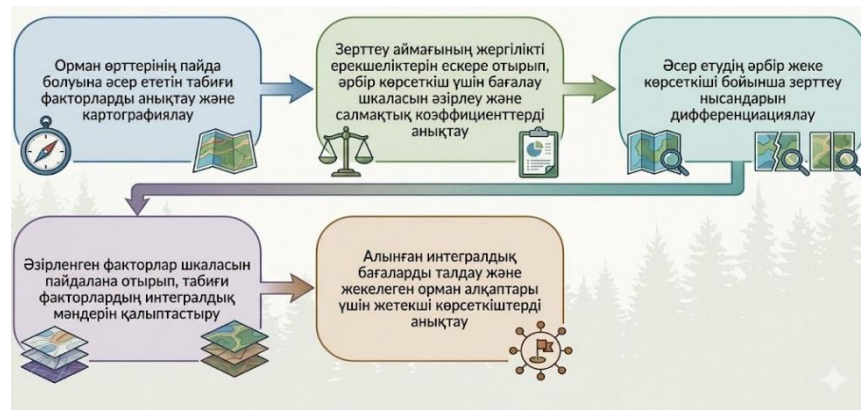 Орман өрттерінің пайда
болуына әсер ететін табиғи
факторларды анықтау және
картографиялау
Зерттеу аймағының жергілікті
ерекшеліктерін ескере отырып,
әрбір көрсеткіш үшін бағалау
шкаласын әзірлеу және
салмақтық коэффициенттерді
анықтау
Әсер етудің әрбір жеке
көрсеткіші бойынша зерттеу
нысандарын
дифференциациялау
Әзірленген факторлар шкаласын
пайдалана отырып, табиғи
факторлардың интегралдық
мәндерін қалыптастыру
Алынған интегралдық
бағаларды талдау және
жекелеген орман алқаптары
үшін жетекші көрсеткіштерді
анықтау